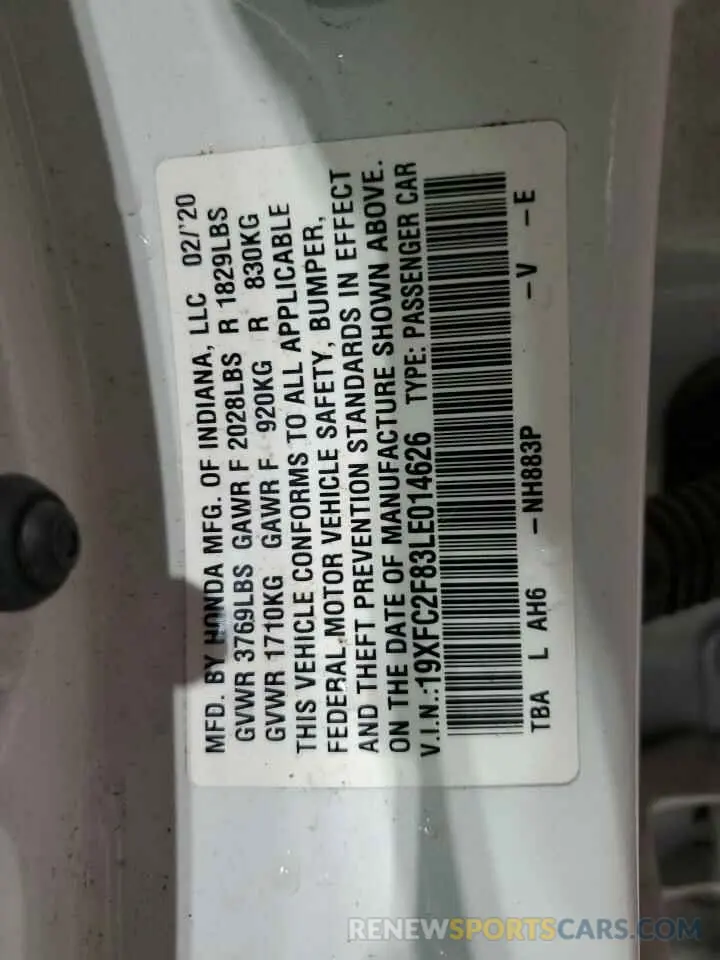 MFD. BY HONDA MFG. OF INDIANA, LLC 02/'20
GVWR 3769LBS GAWR F 2028LBS R 1829LBS
GVWR 1710KG GAWR F 920KG R 830KG
THIS VEHICLE CONFORMS TO ALL APPLICABLE
FEDERAL MOTOR VEHICLE SAFETY, BUMPER,
AND THEFT PREVENTION STANDARDS IN EFFECT
ON THE DATE OF MANUFACTURE SHOWN ABOVE.
V.I.N.:19XFC2F83LE014626 TYPE: PASSENGER CAR
TBA L AH6 -NH883P -V -E
RENEWSPORTSCARS.COM